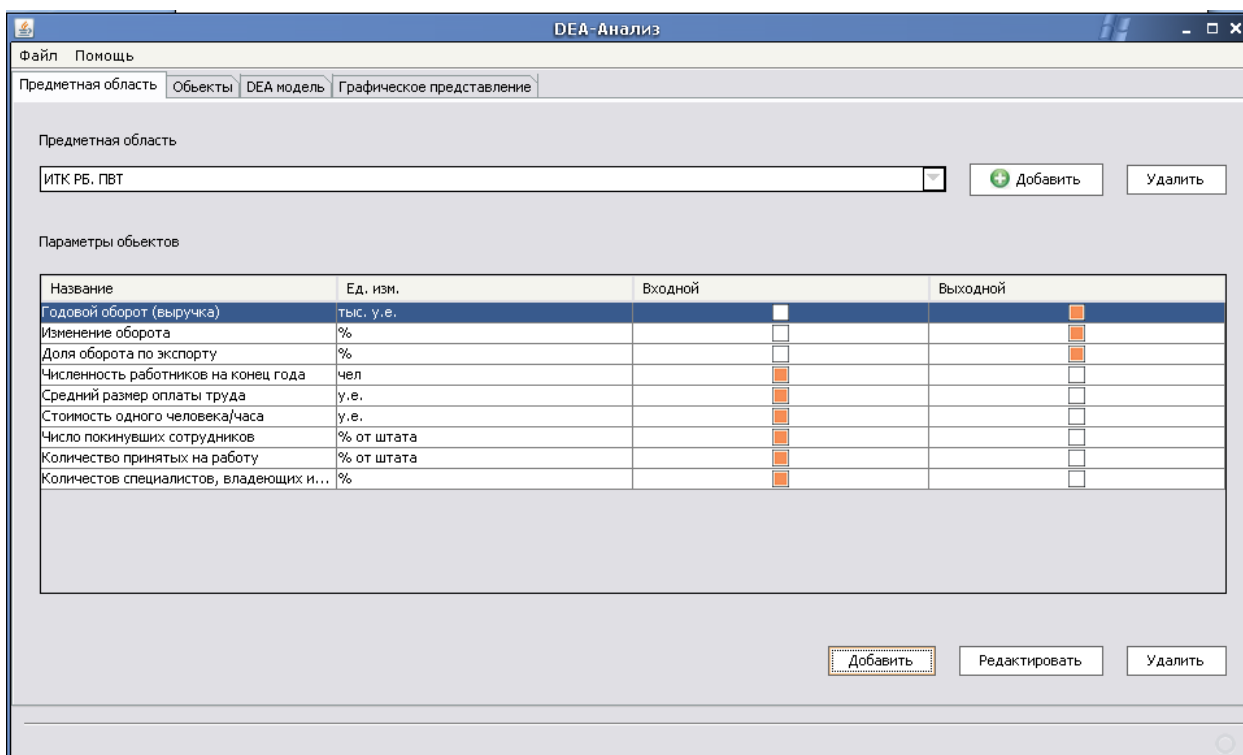 DEA-Анализ
Файл Помощь
Предметная область Обьекты DEA модель Графическое представление
Предметная область
ИТК РБ. ПВТ Добавить Удалить
Параметры обьектов
Название Ед. изм. Входной Выходной
Годовой оборот (выручка) тыс. у.е.
Изменение оборота %
Доля оборота по экспорту %
Численность работников на конец года чел
Средний размер оплаты труда у.е.
Стоимость одного человека/часа у.е.
Число покинувших сотрудников % от штата
Количество принятых на работу % от штата
Количестов специалистов, владеющих и... %
Добавить Редактировать Удалить